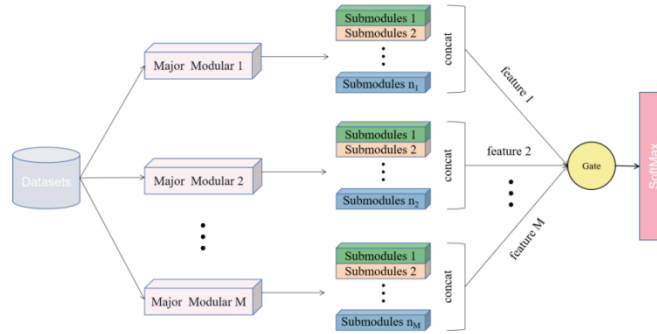 Datasets
Major Modular 1
Submodules 1
Submodules 2
Submodules n₁
concat
feature 1
Major Modular 2
Submodules 1
Submodules 2
Submodules n₂
concat
feature 2
Major Modular M
Submodules 1
Submodules 2
Submodules n_M
concat
feature M
Gate
SoftMax